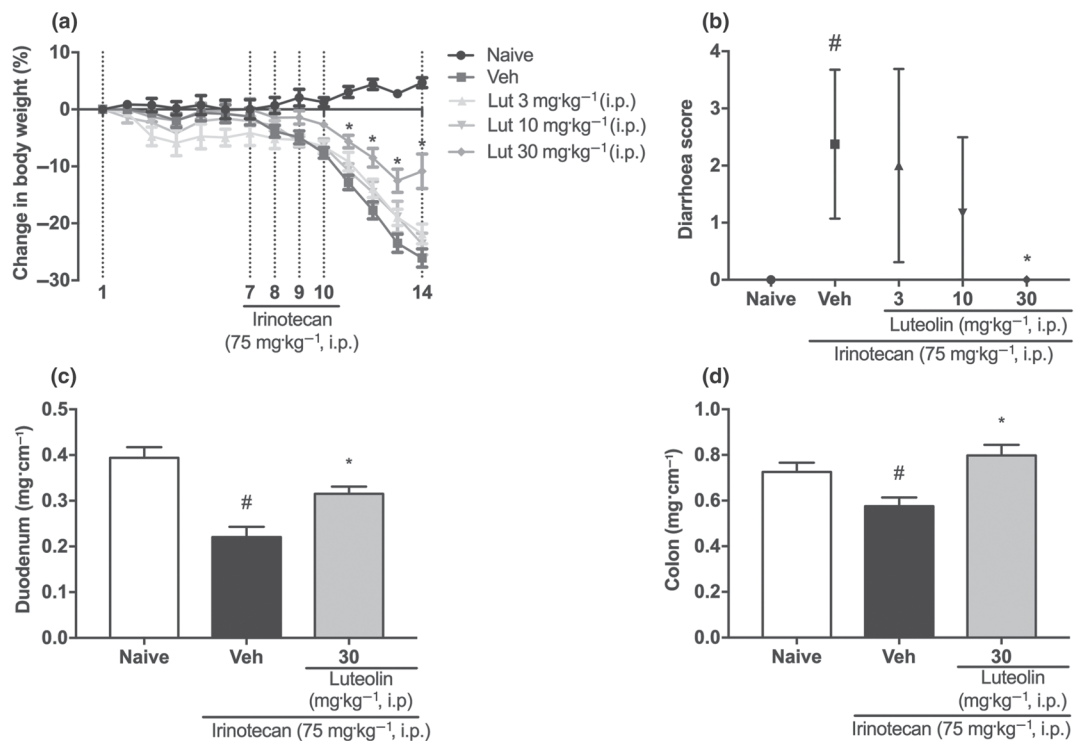 (a)
Change in body weight (%)
10
0
–10
–20
–30
*
*
*
*
1
7
8
9
10
14
Irinotecan
(75 mg·kg⁻¹, i.p.)
Naive
Veh
Lut 3 mg·kg⁻¹(i.p.)
Lut 10 mg·kg⁻¹(i.p.)
Lut 30 mg·kg⁻¹(i.p.)
(b)
Diarrhoea score
4
3
2
1
0
#
*
Naive
Veh
3
10
30
Luteolin (mg·kg⁻¹, i.p.)
Irinotecan (75 mg·kg⁻¹, i.p.)
(c)
Duodenum (mg·cm⁻¹)
0.5
0.4
0.3
0.2
0.1
0.0
#
*
Naive
Veh
30
Luteolin
(mg·kg⁻¹, i.p)
Irinotecan (75 mg·kg⁻¹, i.p.)
(d)
Colon (mg·cm⁻¹)
1.0
0.8
0.6
0.4
0.2
0.0
#
*
Naive
Veh
30
Luteolin
(mg·kg⁻¹, i.p.)
Irinotecan (75 mg·kg⁻¹, i.p.)